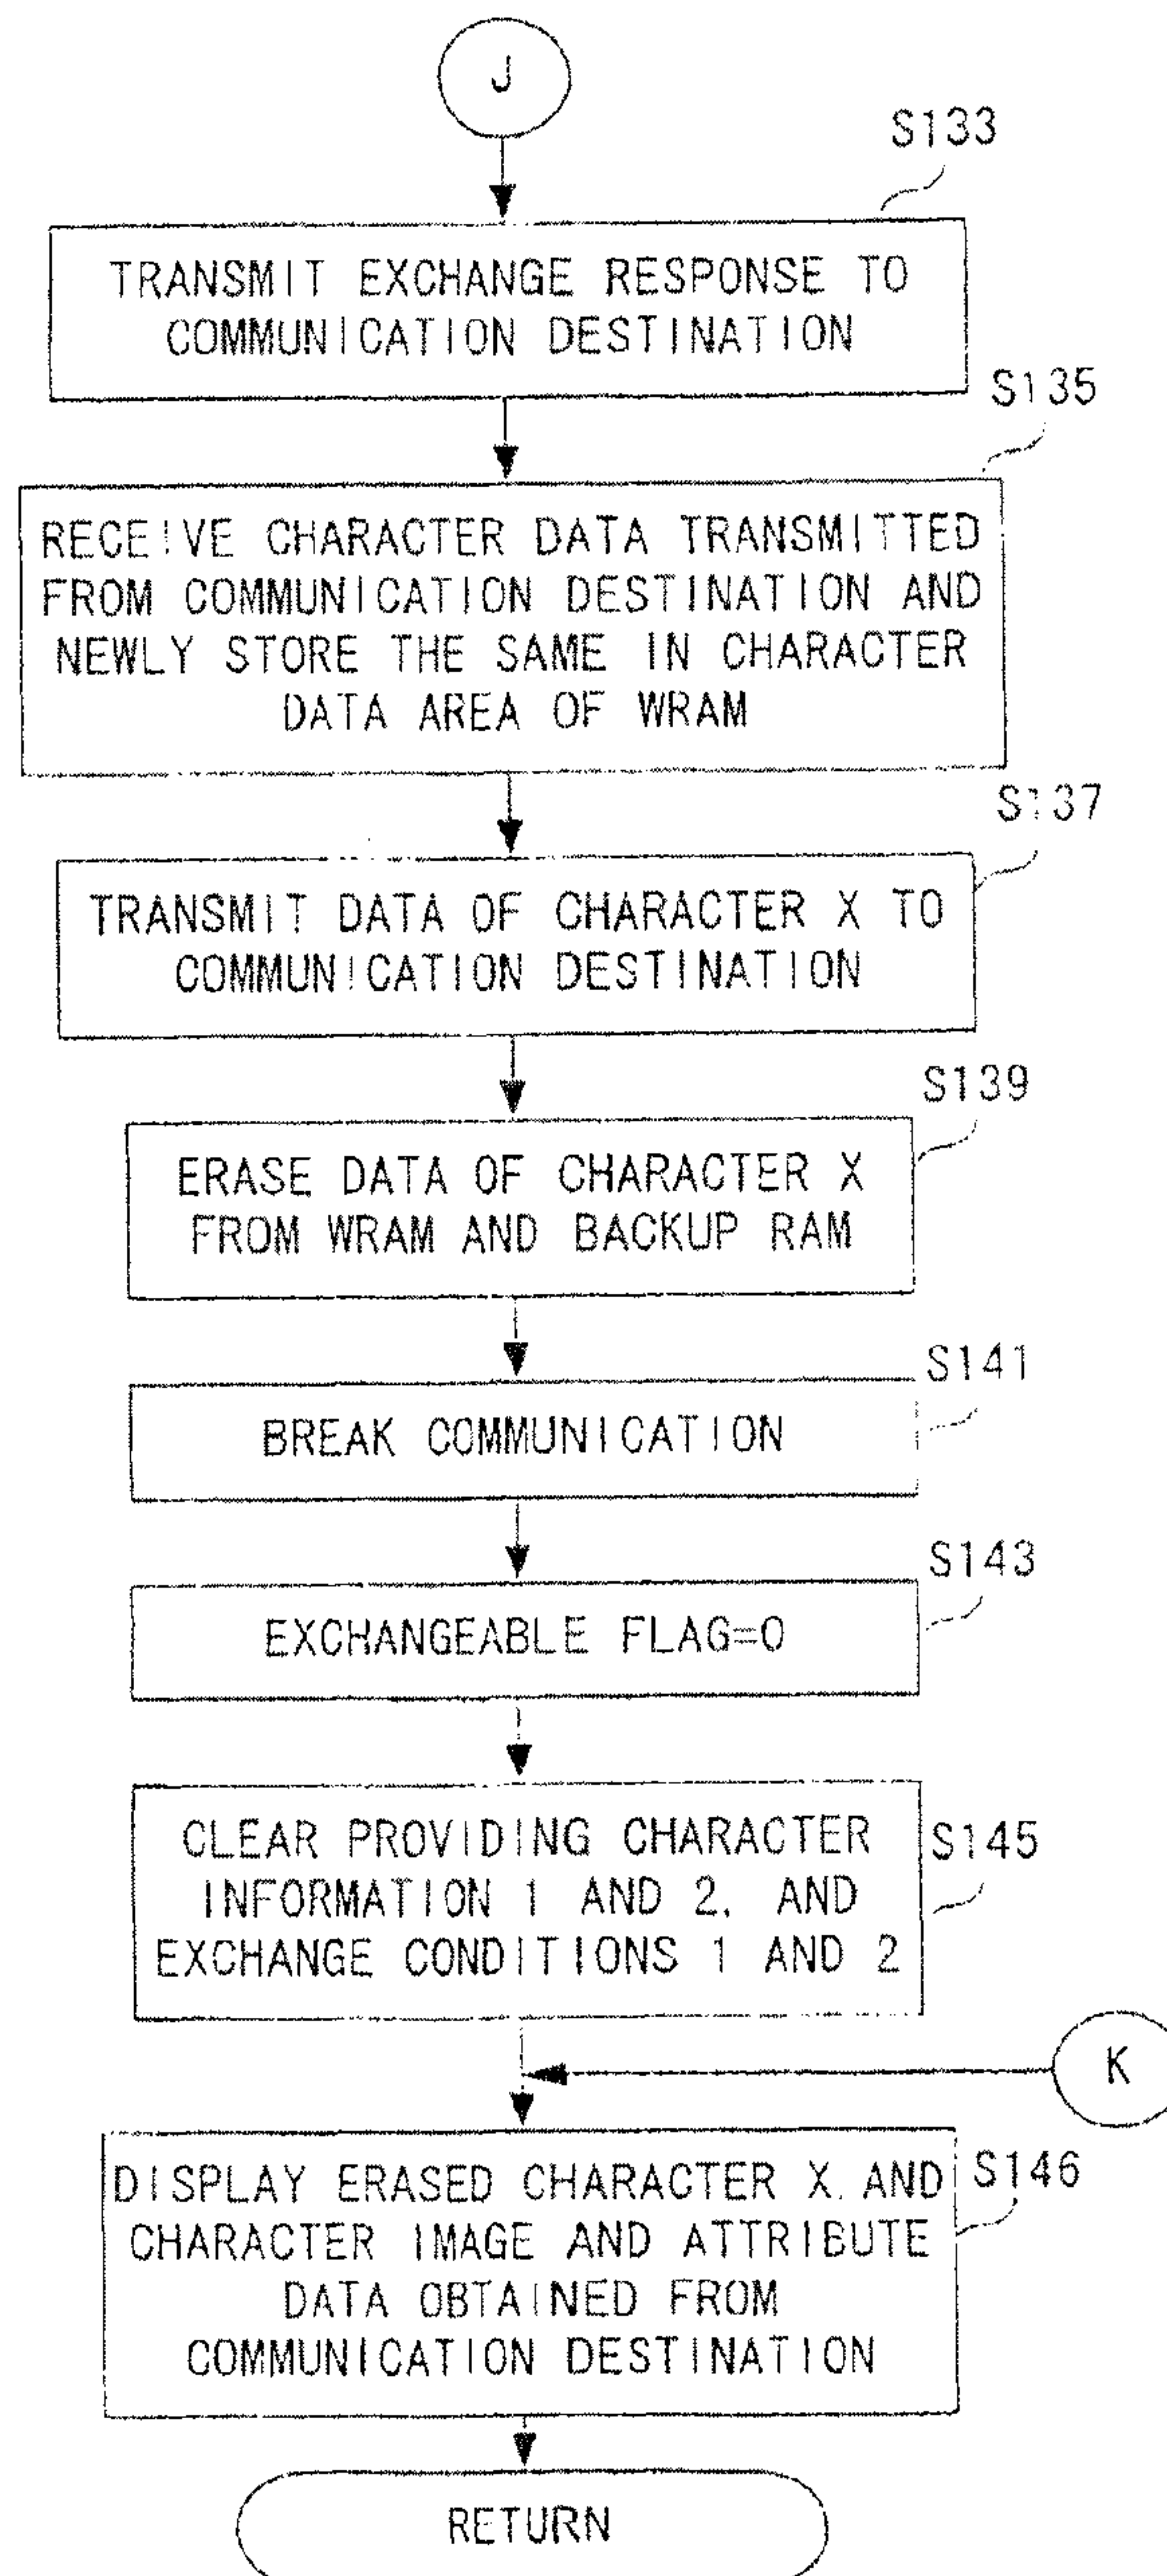 J
S133
TRANSMIT EXCHANGE RESPONSE TO
COMMUNICATION DESTINATION
S135
RECEIVE CHARACTER DATA TRANSMITTED
FROM COMMUNICATION DESTINATION AND
NEWLY STORE THE SAME IN CHARACTER
DATA AREA OF WRAM
S137
TRANSMIT DATA OF CHARACTER X TO
COMMUNICATION DESTINATION
S139
ERASE DATA OF CHARACTER X
FROM WRAM AND BACKUP RAM
S141
BREAK COMMUNICATION
S143
EXCHANGEABLE FLAG=0
S145
CLEAR PROVIDING CHARACTER
INFORMATION 1 AND 2, AND
EXCHANGE CONDITIONS 1 AND 2
K
S146
DISPLAY ERASED CHARACTER X, AND
CHARACTER IMAGE AND ATTRIBUTE
DATA OBTAINED FROM
COMMUNICATION DESTINATION
RETURN